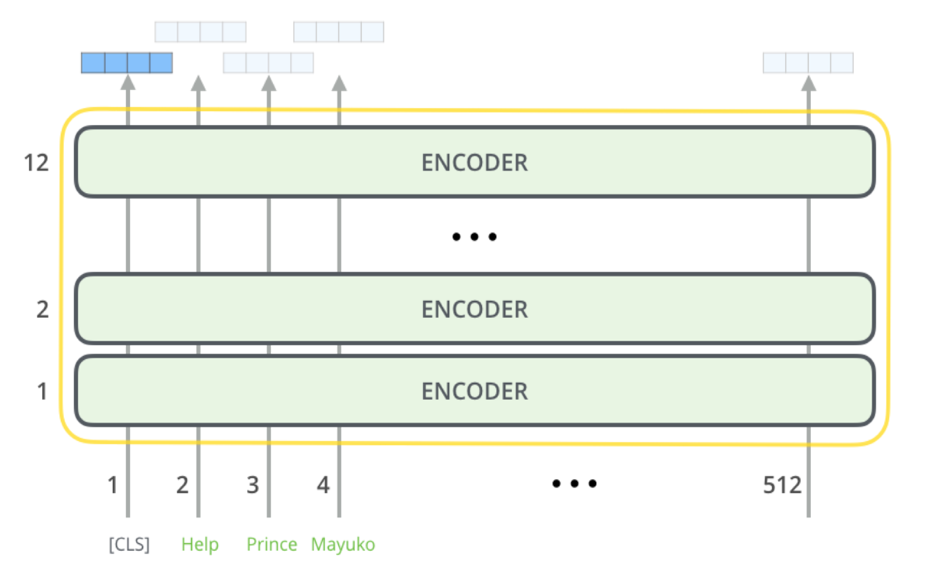 12 ENCODER
•••
2 ENCODER
1 ENCODER
1 2 3 4 ••• 512
[CLS] Help Prince Mayuko